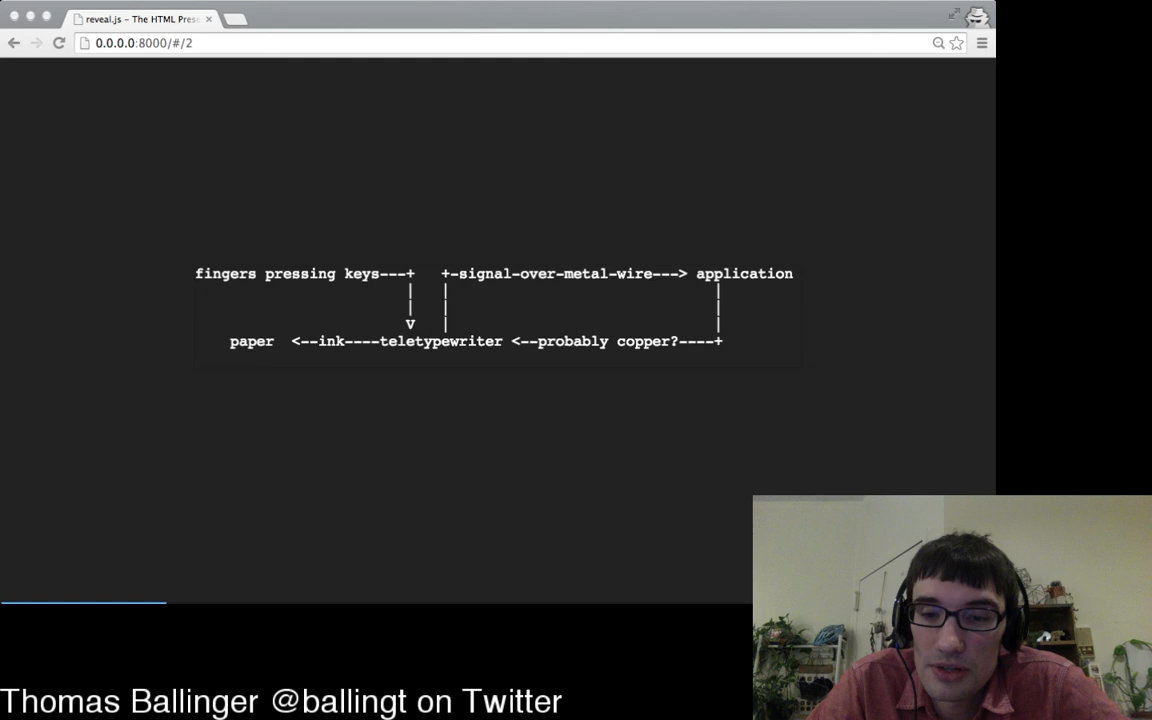 reveal.js – The HTML Pres
0.0.0.0:8000/#/2
fingers pressing keys---+   +-signal-over-metal-wire---> application
                        |   |                              |
                        |   |                              |
                        V   |                              |
    paper  <--ink----teletypewriter <--probably copper?----+
Thomas Ballinger @ballingt on Twitter